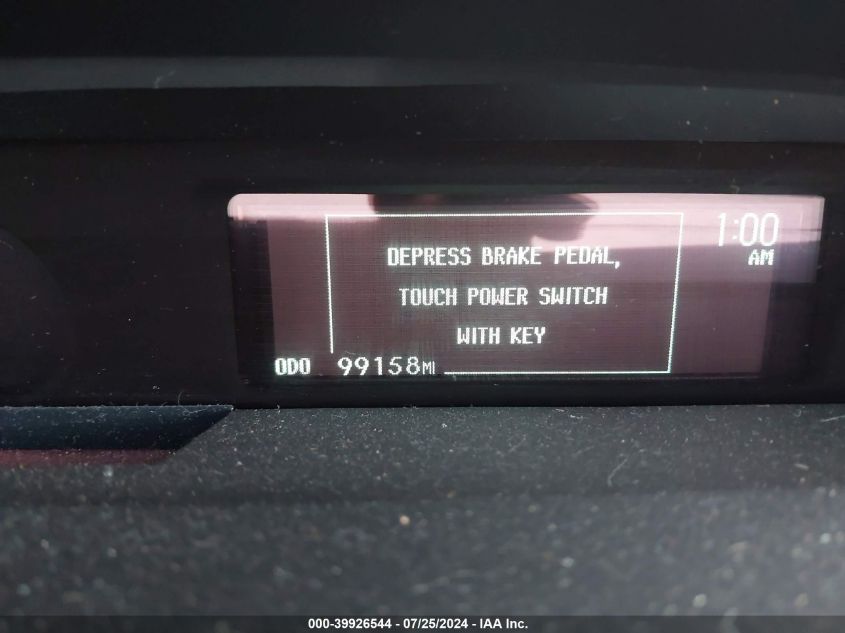 1:00
AM
DEPRESS BRAKE PEDAL,
TOUCH POWER SWITCH
WITH KEY
ODO 99158MI
000-39926544 - 07/25/2024 - IAA Inc.